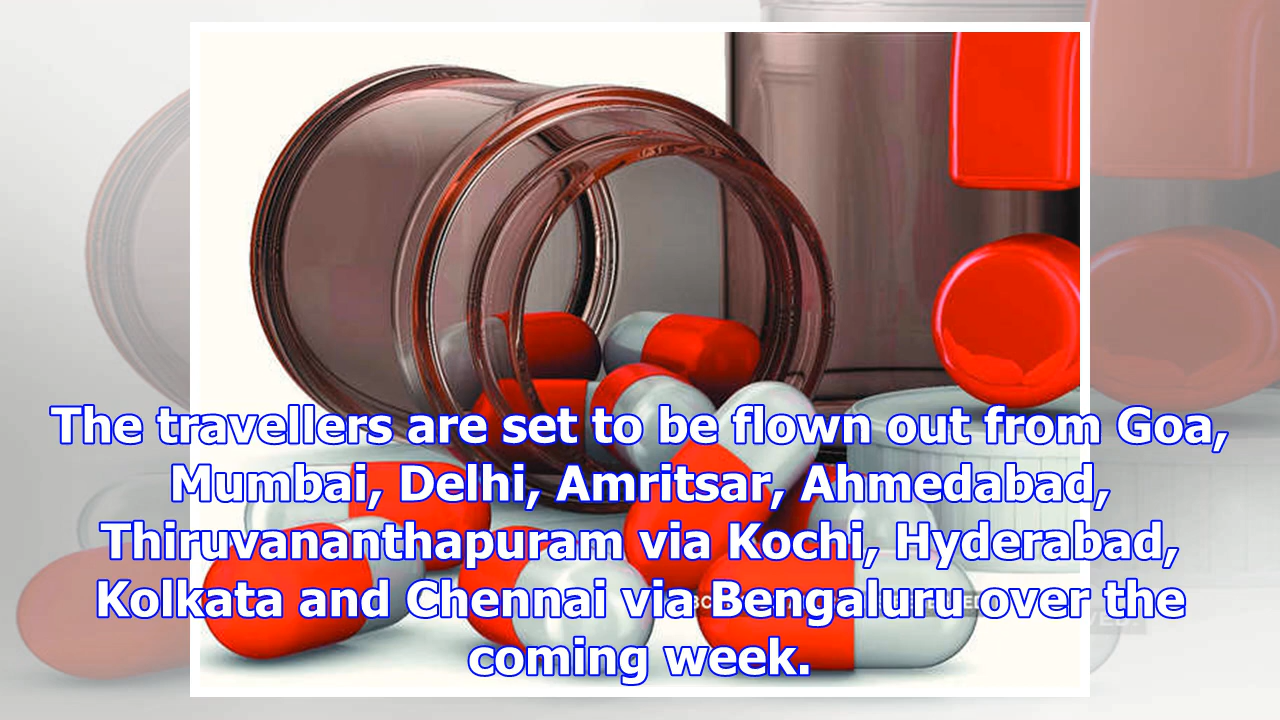 The travellers are set to be flown out from Goa,
Mumbai, Delhi, Amritsar, Ahmedabad,
Thiruvananthapuram via Kochi, Hyderabad,
Kolkata and Chennai via Bengaluru over the
coming week.